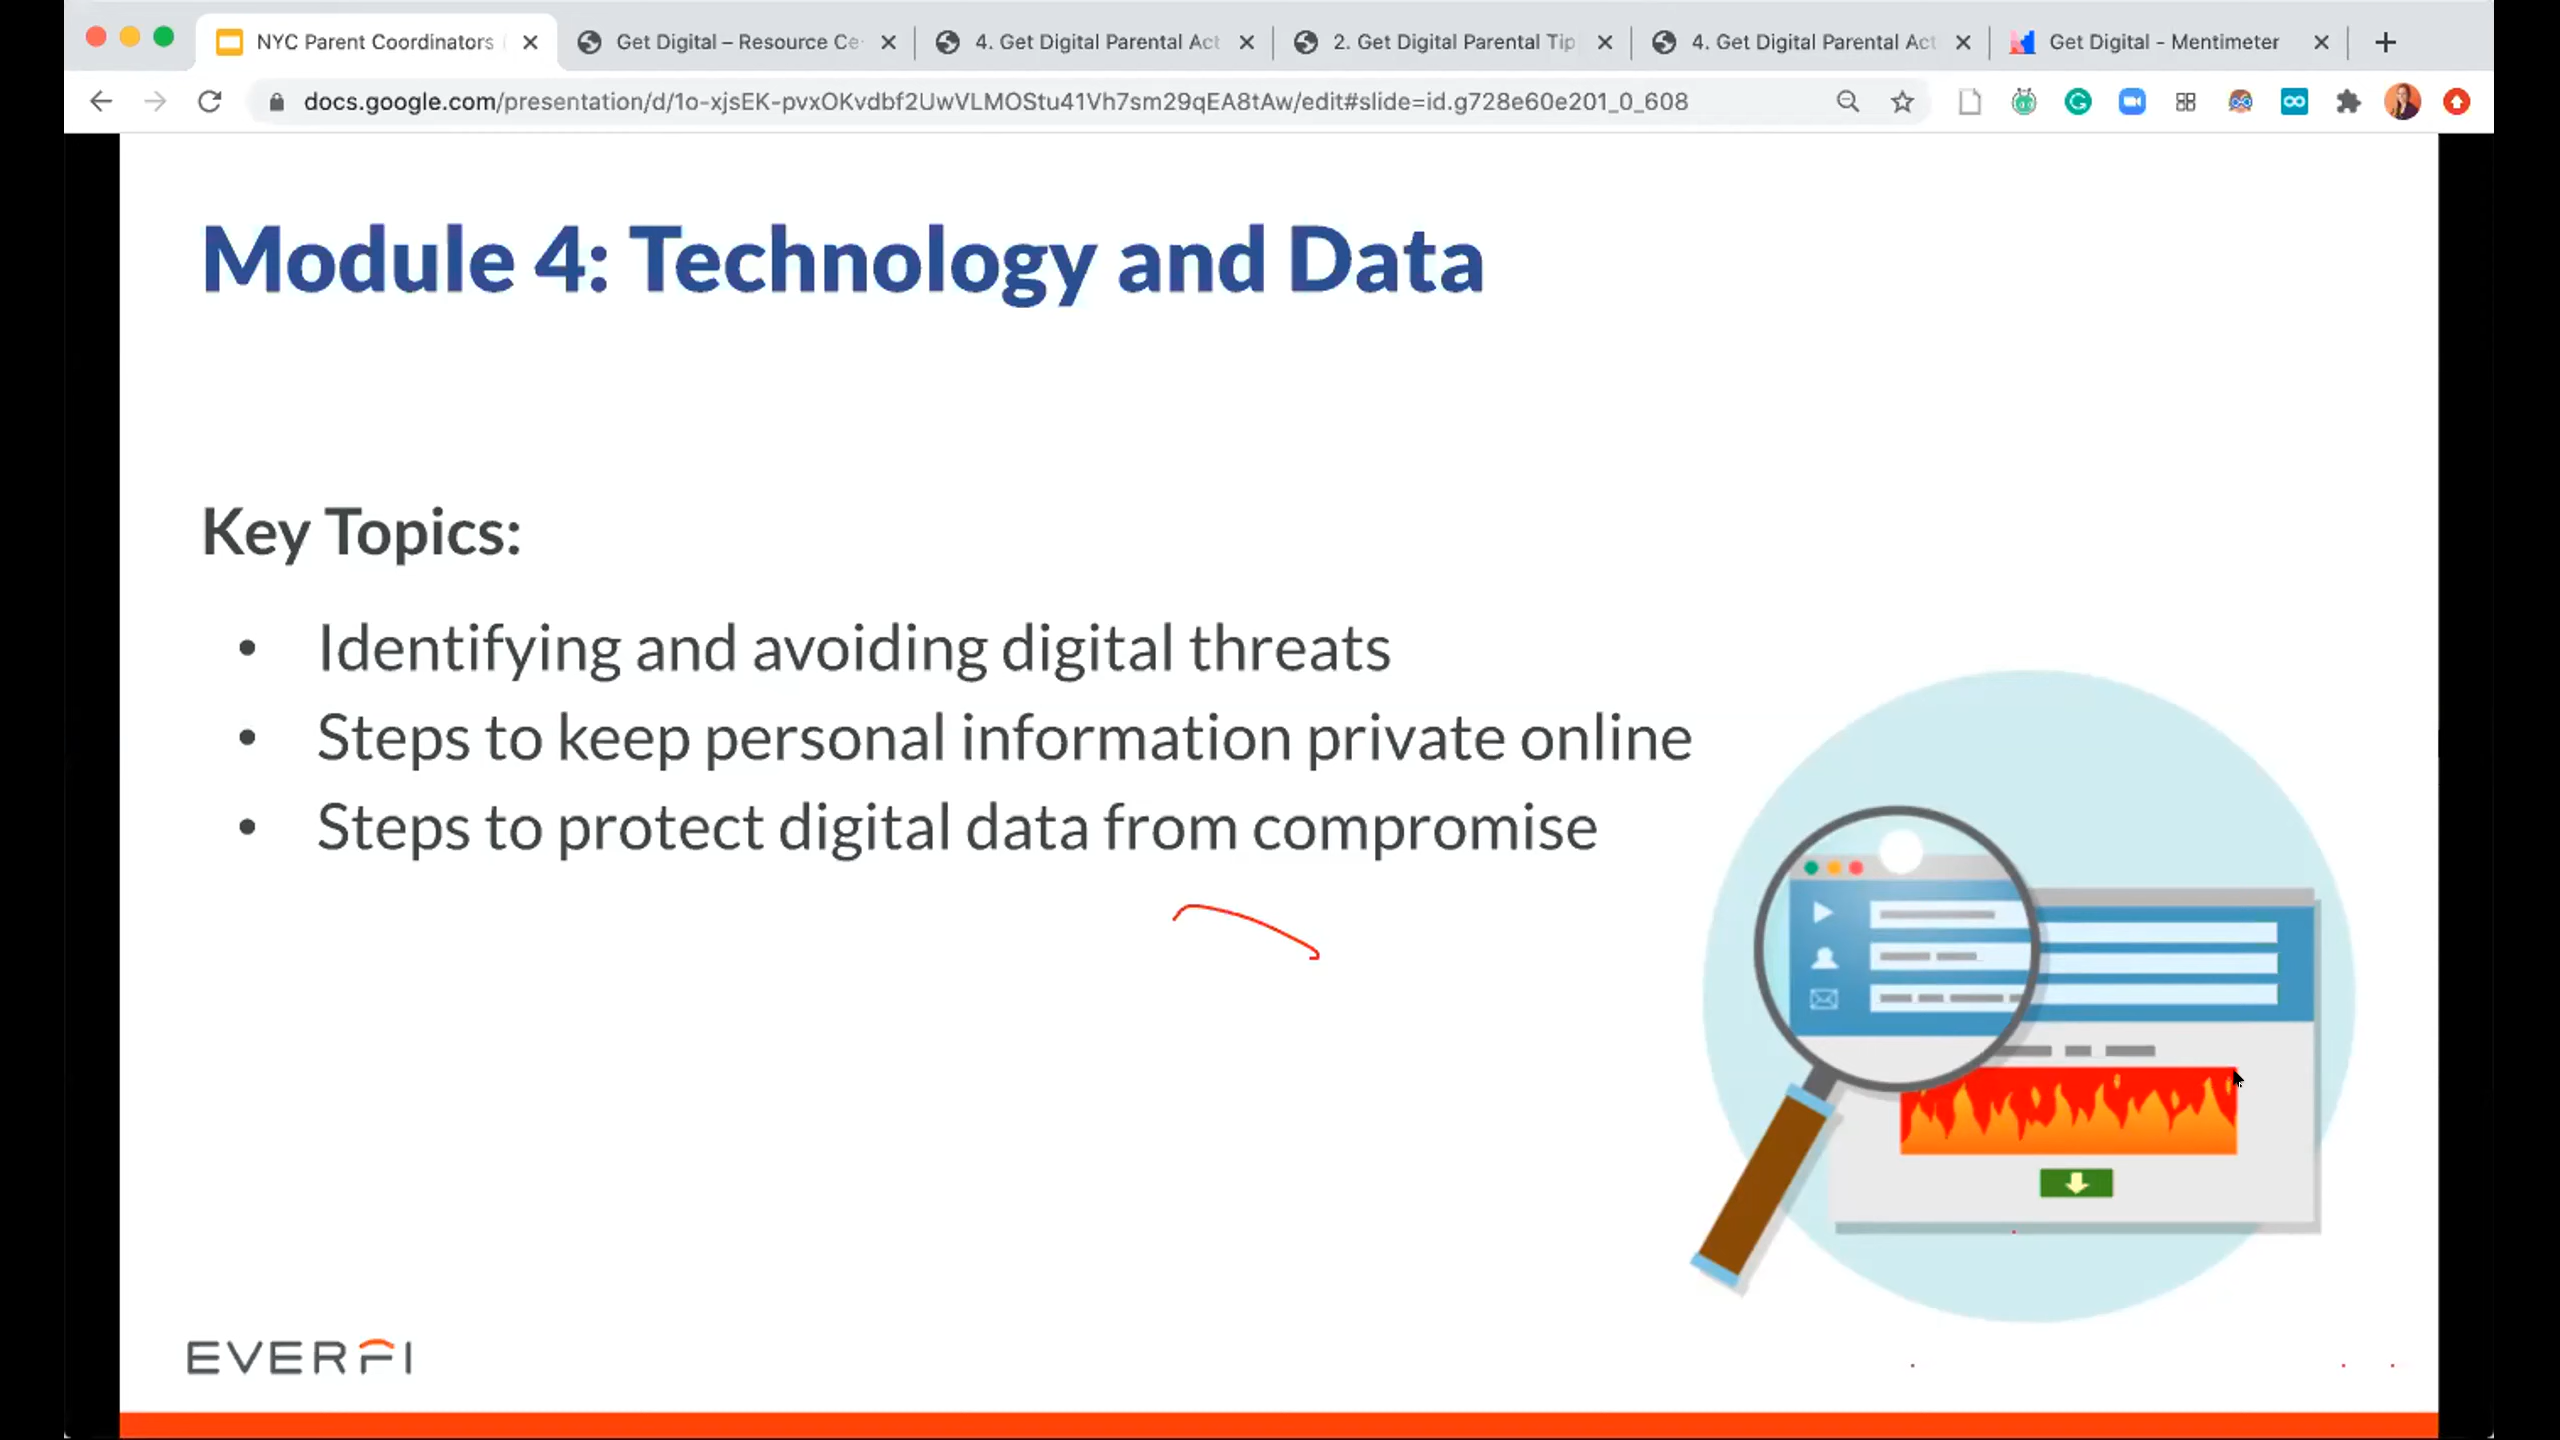 NYC Parent Coordinators
Get Digital – Resource Ce
4. Get Digital Parental Act
2. Get Digital Parental Tip
4. Get Digital Parental Act
Get Digital - Mentimeter
docs.google.com/presentation/d/1o-xjsEK-pvxOKvdbf2UwVLMOStu41Vh7sm29qEA8tAw/edit#slide=id.g728e60e201_0_608
Module 4: Technology and Data
Key Topics:
• Identifying and avoiding digital threats
• Steps to keep personal information private online
• Steps to protect digital data from compromise
EVERFI